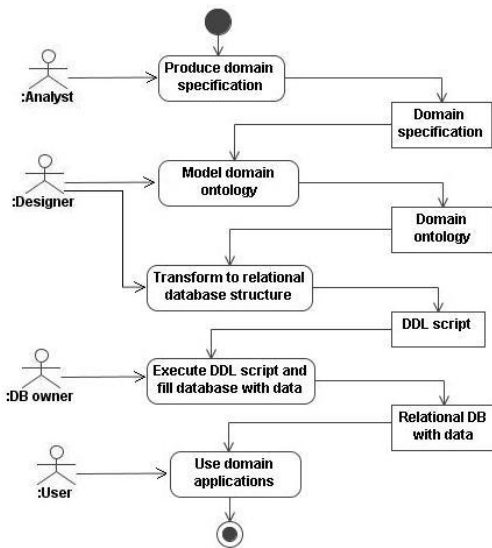 Produce domain
specification
:Analyst
Domain
specification
Model domain
ontology
:Designer
Domain
ontology
Transform to relational
database structure
DDL script
Execute DDL script and
fill database with data
:DB owner
Relational DB
with data
Use domain
applications
:User